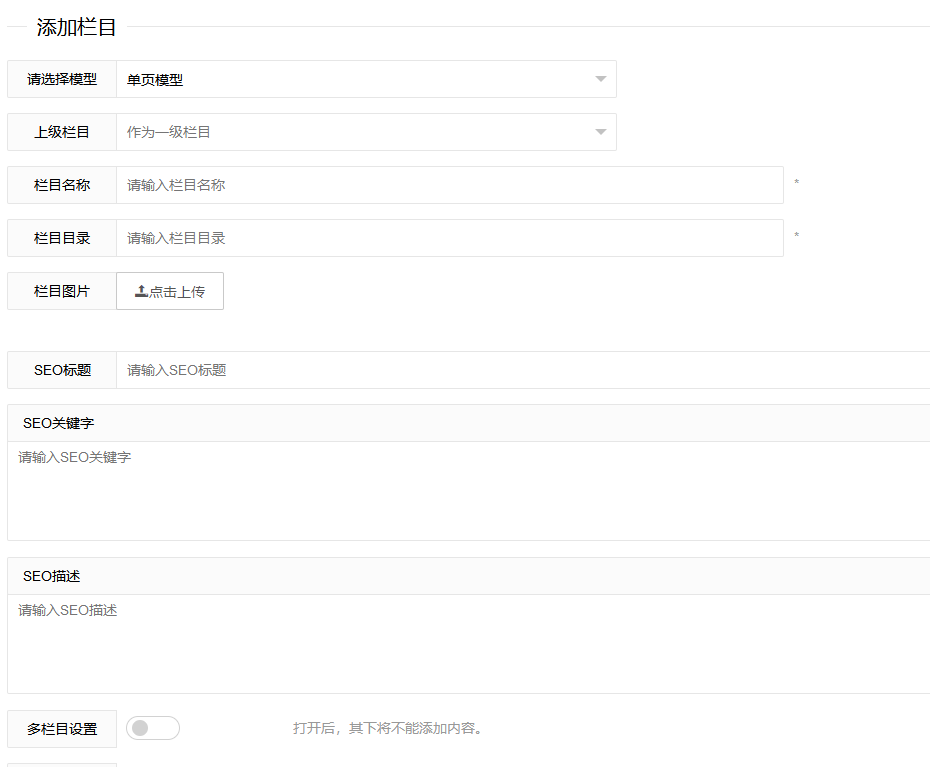 添加栏目
请选择模型 单页模型
上级栏目 作为一级栏目
栏目名称 请输入栏目名称 *
栏目目录 请输入栏目目录 *
栏目图片 点击上传
SEO标题 请输入SEO标题
SEO关键字
请输入SEO关键字
SEO描述
请输入SEO描述
多栏目设置 打开后，其下将不能添加内容。